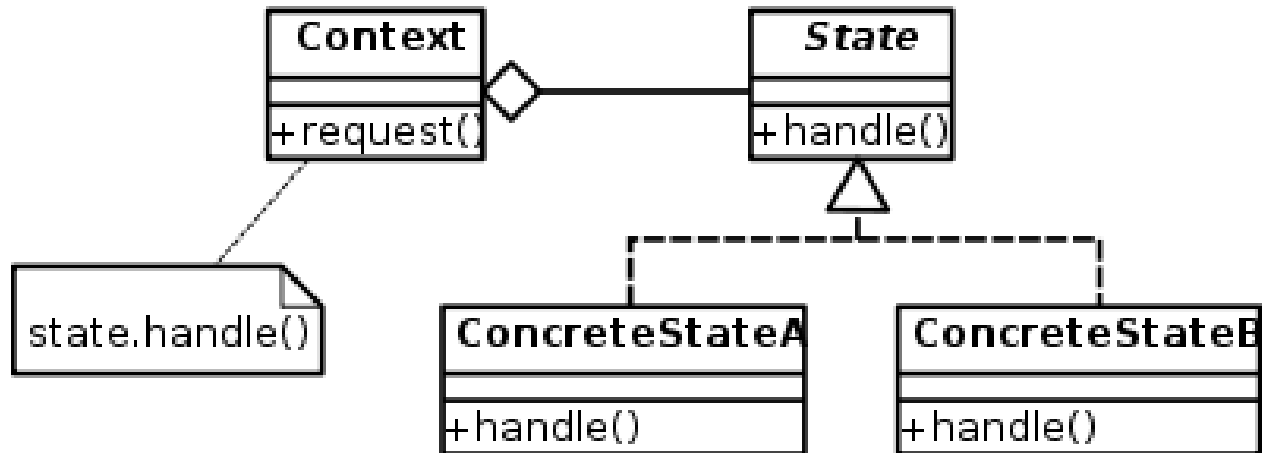 Context
State
+request()
+handle()
state.handle()
ConcreteStateA
ConcreteStateB
+handle()
+handle()